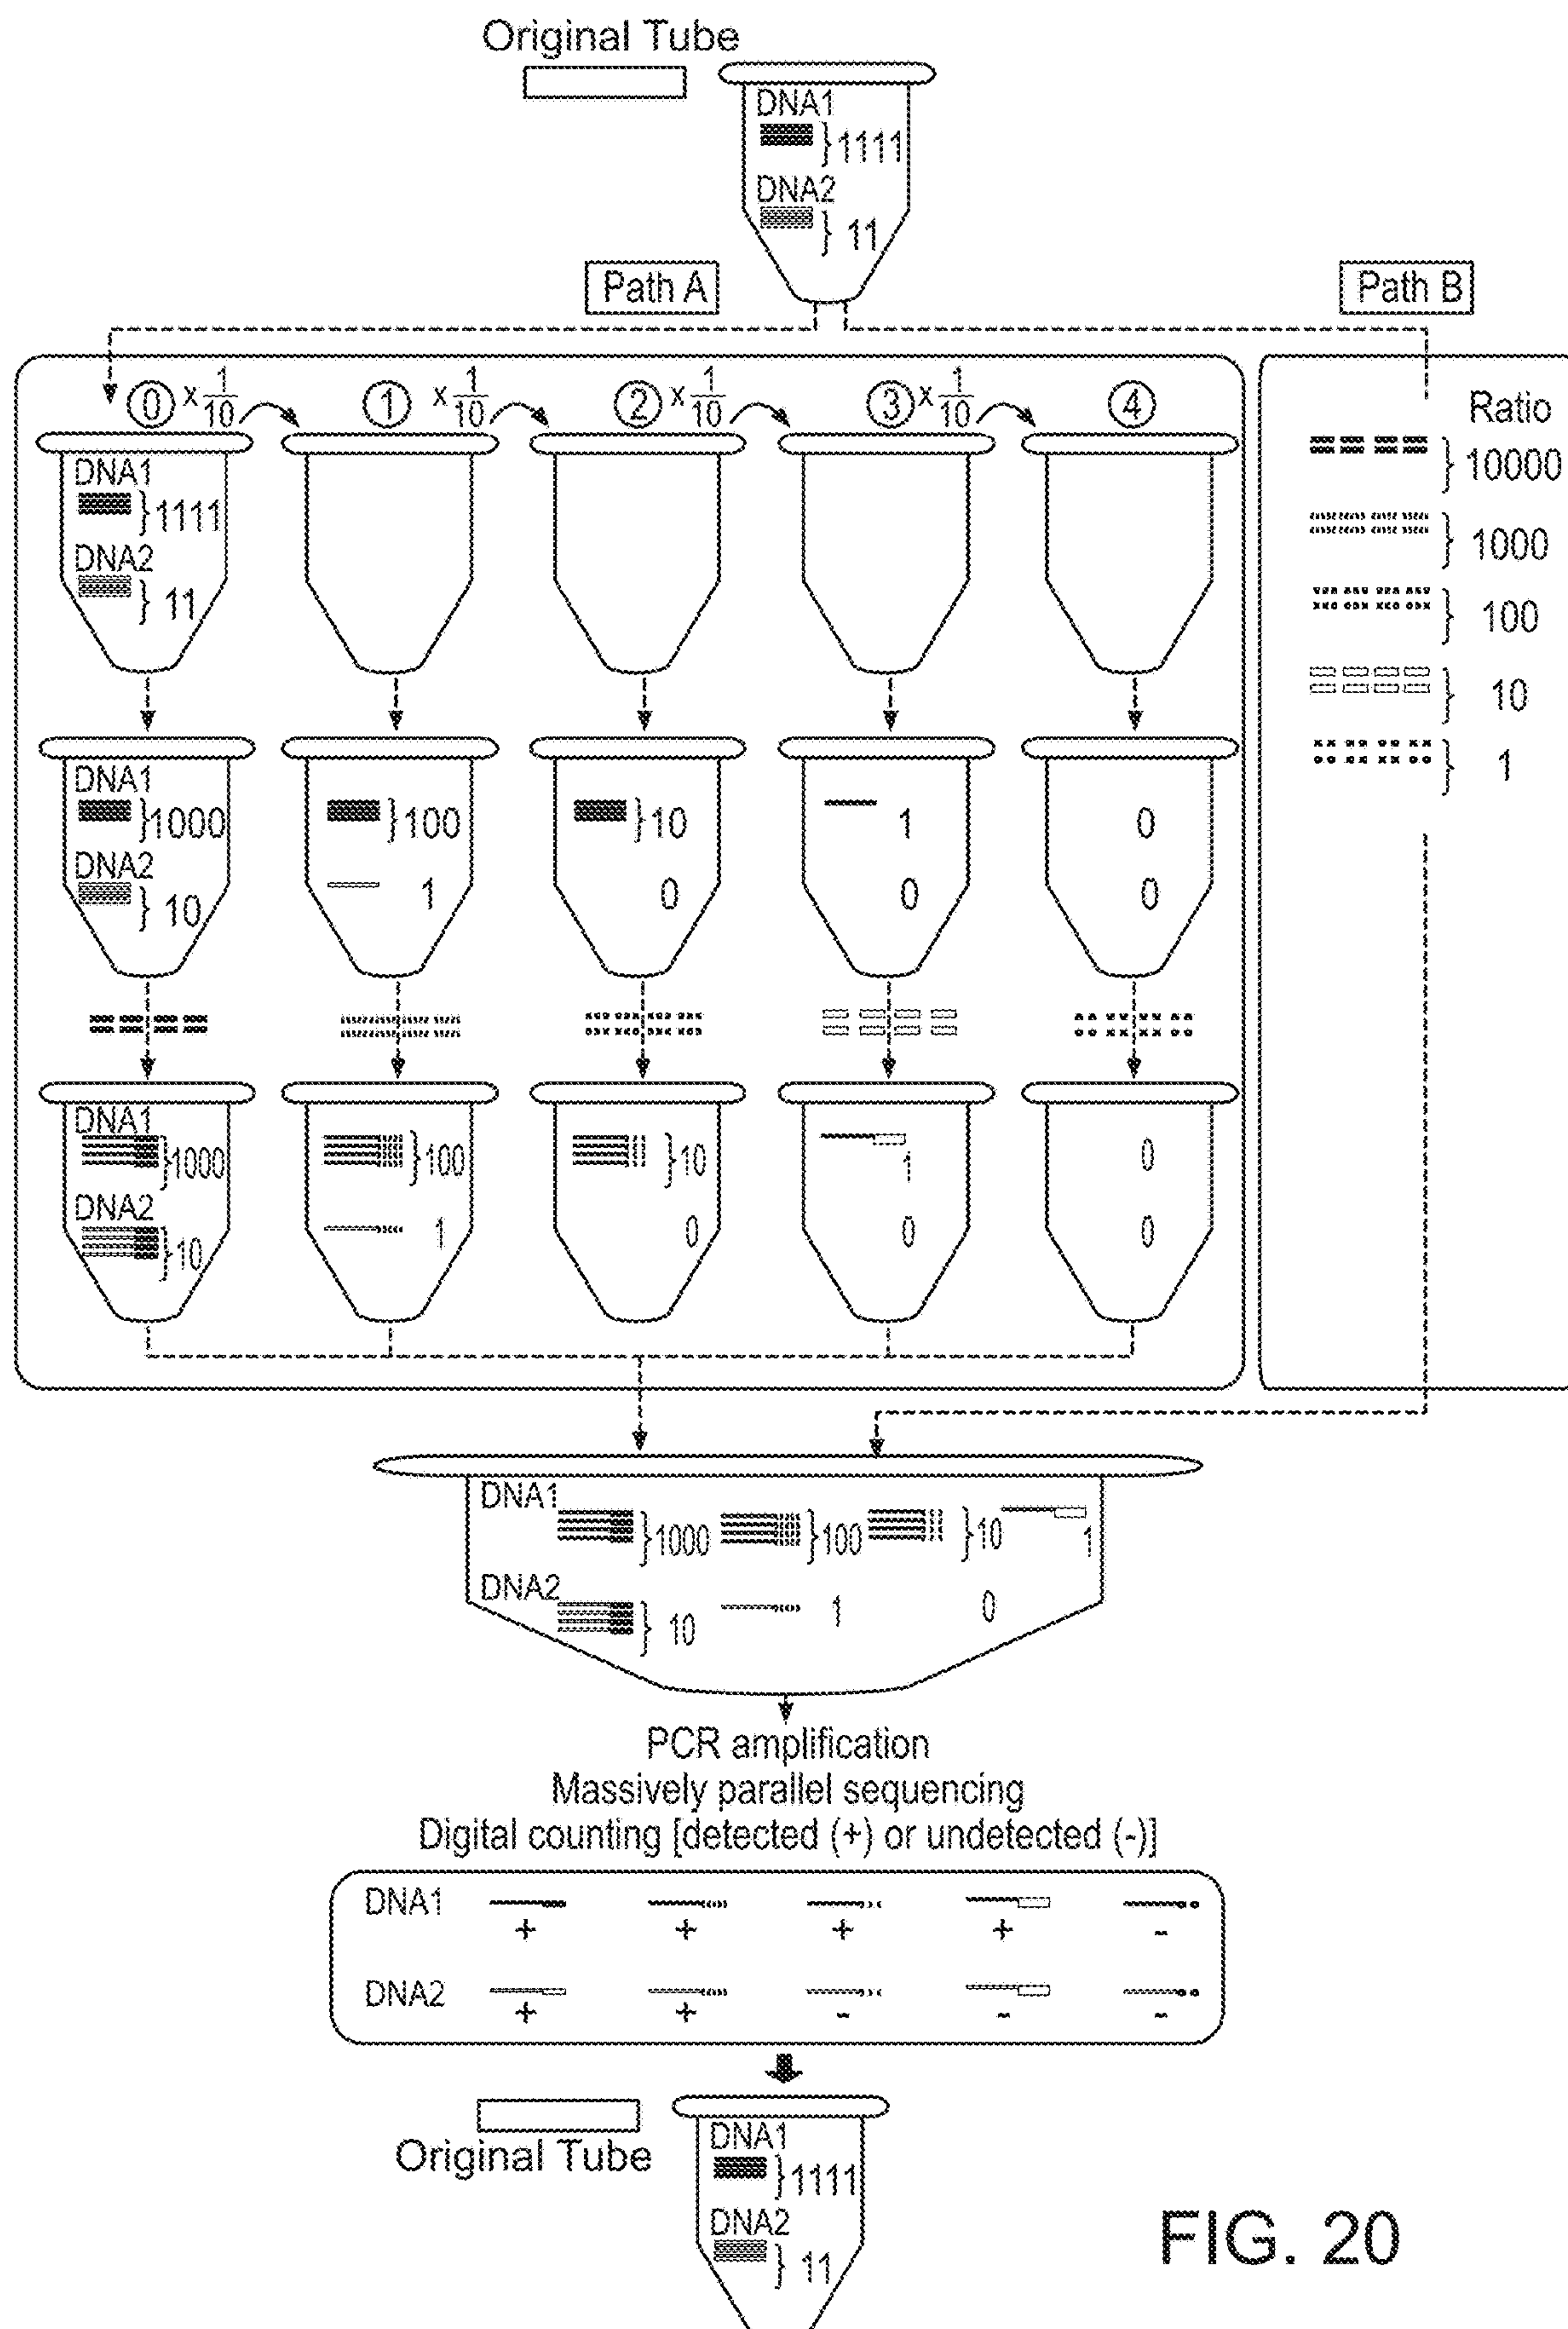 Original Tube
DNA1
1111
DNA2
11
Path A
Path B
0 x 1/10 1 x 1/10 2 x 1/10 3 x 1/10 4
Ratio
10000
1000
100
10
1
DNA1
1111
DNA2
11
DNA1
1000 100 10 1 0
DNA2
10 1 0 0 0
DNA1
1000 100 10 1 0
DNA2
10 1 0 0 0
DNA1
1000 100 10 1
DNA2
10 1 0
PCR amplification
Massively parallel sequencing
Digital counting [detected (+) or undetected (-)]
DNA1
+ + + + -
DNA2
+ + - - -
Original Tube
DNA1
1111
DNA2
11
FIG. 20